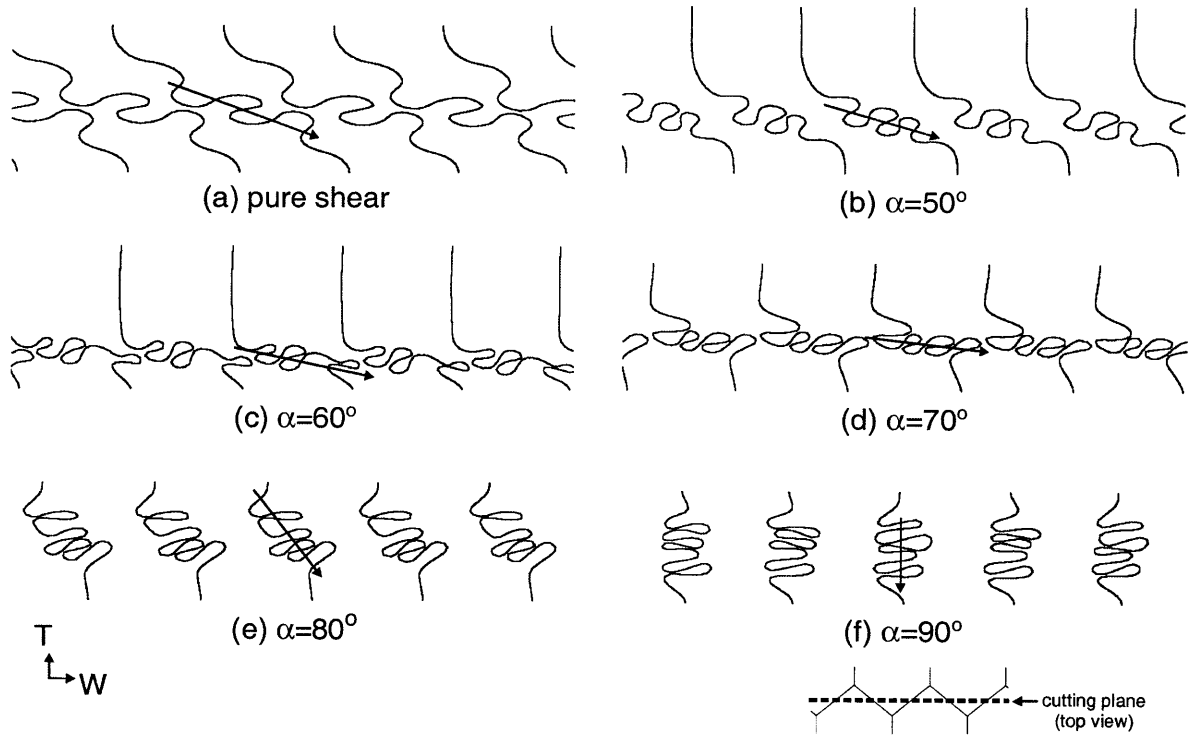 (a) pure shear
(b) α=50°
(c) α=60°
(d) α=70°
(e) α=80°
(f) α=90°
T
W
cutting plane
(top view)